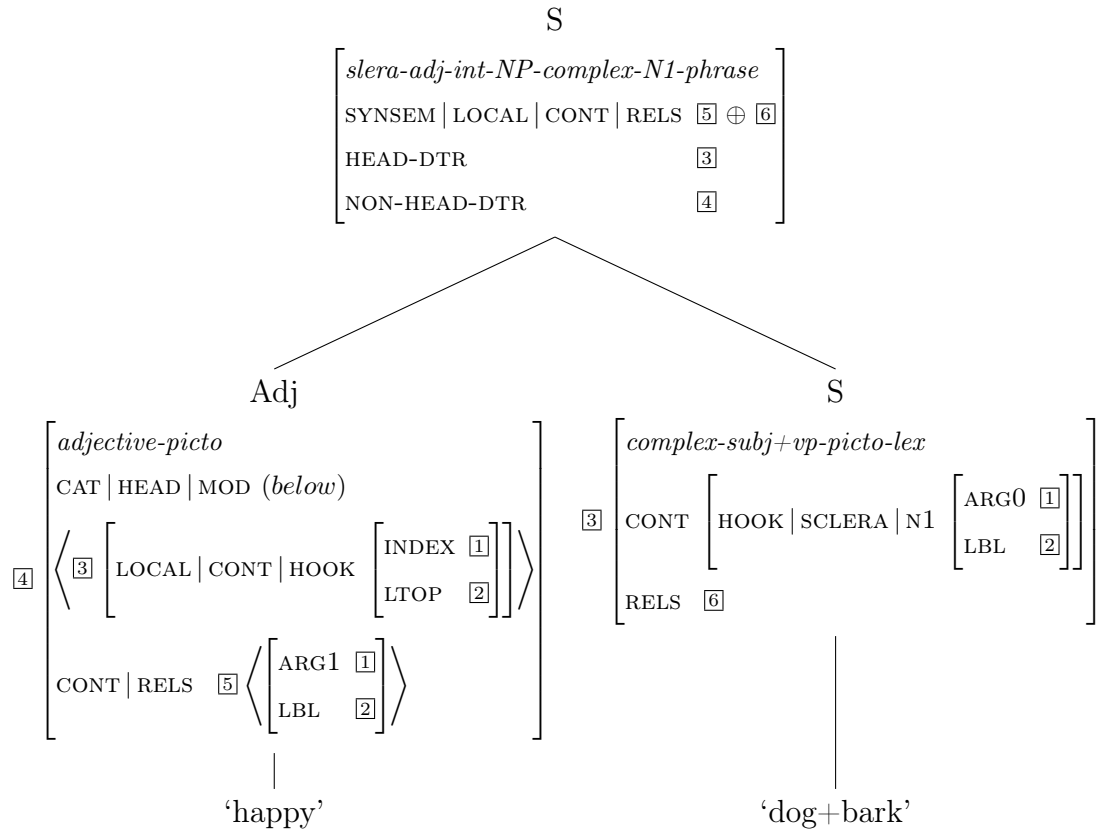 S
slera-adj-int-NP-complex-N1-phrase
SYNSEM | LOCAL | CONT | RELS 5 ⊕ 6
HEAD-DTR 3
NON-HEAD-DTR 4
Adj
adjective-picto
CAT | HEAD | MOD (below)
4 ⟨ 3 [LOCAL | CONT | HOOK [INDEX 1
LTOP 2]]⟩
CONT | RELS 5 ⟨[ARG1 1
LBL 2]⟩
‘happy’
S
complex-subj+vp-picto-lex
3 CONT [HOOK | SCLERA | N1 [ARG0 1
LBL 2]]
RELS 6
‘dog+bark’